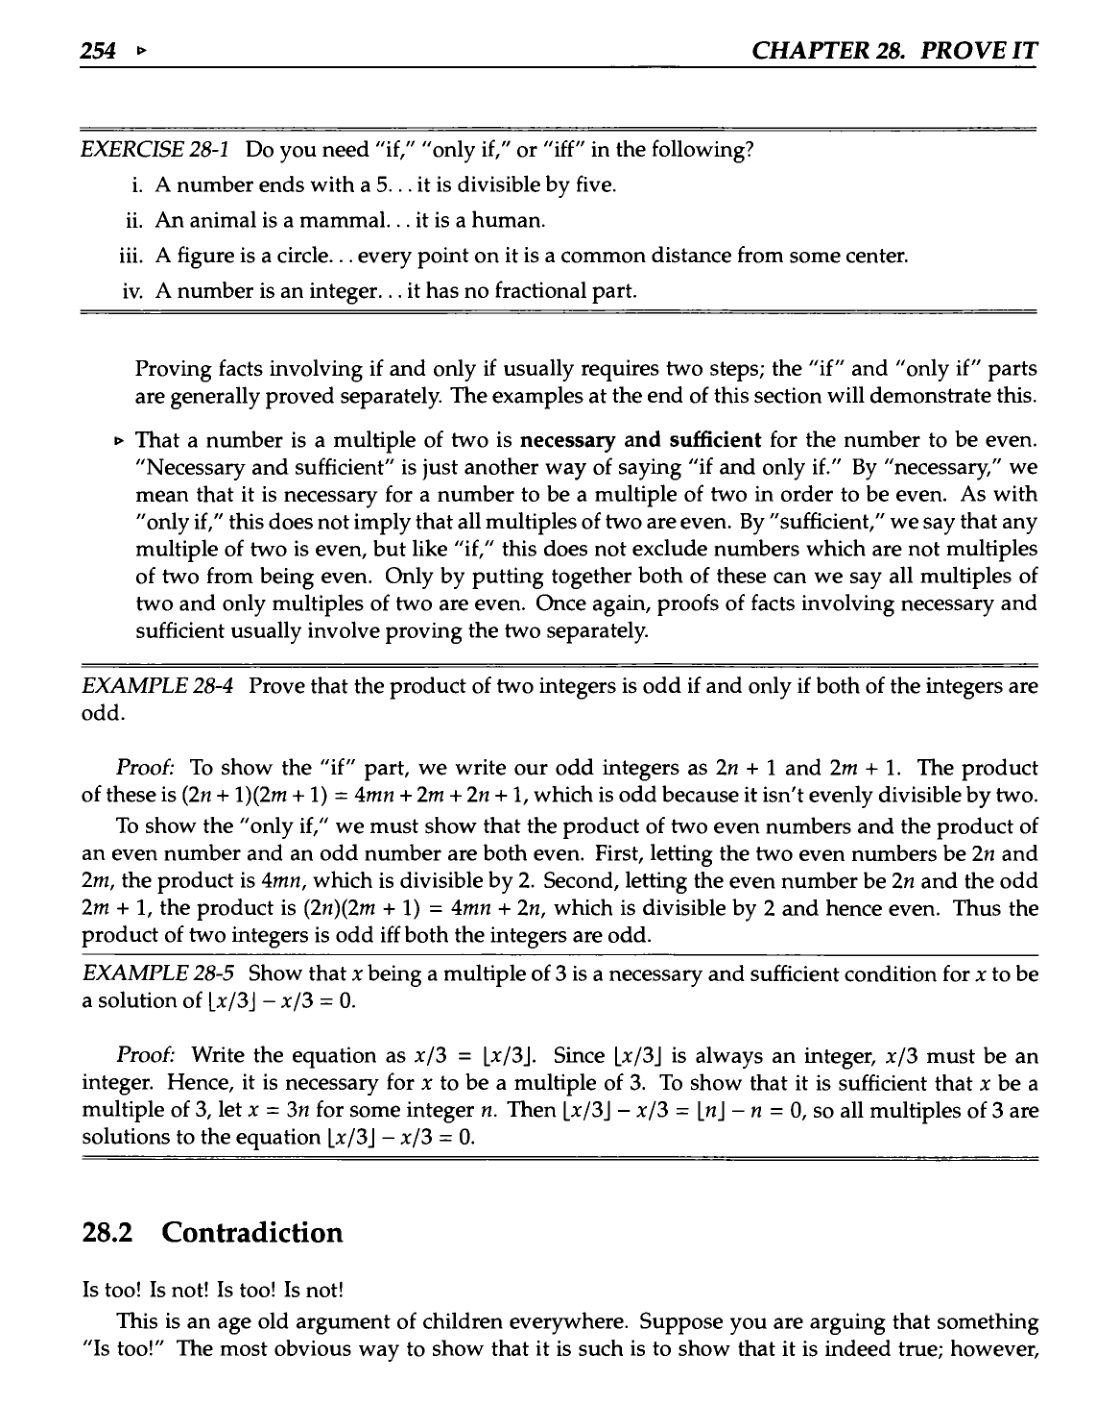 254 ▹ CHAPTER 28. PROVE IT
EXERCISE 28-1 Do you need "if," "only if," or "iff" in the following?
i. A number ends with a 5. . . it is divisible by five.
ii. An animal is a mammal. . . it is a human.
iii. A figure is a circle. . . every point on it is a common distance from some center.
iv. A number is an integer. . . it has no fractional part.
Proving facts involving if and only if usually requires two steps; the "if" and "only if" parts
are generally proved separately. The examples at the end of this section will demonstrate this.
▹ That a number is a multiple of two is necessary and sufficient for the number to be even.
"Necessary and sufficient" is just another way of saying "if and only if." By "necessary," we
mean that it is necessary for a number to be a multiple of two in order to be even. As with
"only if," this does not imply that all multiples of two are even. By "sufficient," we say that any
multiple of two is even, but like "if," this does not exclude numbers which are not multiples
of two from being even. Only by putting together both of these can we say all multiples of
two and only multiples of two are even. Once again, proofs of facts involving necessary and
sufficient usually involve proving the two separately.
EXAMPLE 28-4 Prove that the product of two integers is odd if and only if both of the integers are
odd.
Proof: To show the "if" part, we write our odd integers as 2n + 1 and 2m + 1. The product
of these is (2n + 1)(2m + 1) = 4mn + 2m + 2n + 1, which is odd because it isn't evenly divisible by two.
To show the "only if," we must show that the product of two even numbers and the product of
an even number and an odd number are both even. First, letting the two even numbers be 2n and
2m, the product is 4mn, which is divisible by 2. Second, letting the even number be 2n and the odd
2m + 1, the product is (2n)(2m + 1) = 4mn + 2n, which is divisible by 2 and hence even. Thus the
product of two integers is odd iff both the integers are odd.
EXAMPLE 28-5 Show that x being a multiple of 3 is a necessary and sufficient condition for x to be
a solution of ⌊x/3⌋ − x/3 = 0.
Proof: Write the equation as x/3 = ⌊x/3⌋. Since ⌊x/3⌋ is always an integer, x/3 must be an
integer. Hence, it is necessary for x to be a multiple of 3. To show that it is sufficient that x be a
multiple of 3, let x = 3n for some integer n. Then ⌊x/3⌋ − x/3 = ⌊n⌋ − n = 0, so all multiples of 3 are
solutions to the equation ⌊x/3⌋ − x/3 = 0.
28.2 Contradiction
Is too! Is not! Is too! Is not!
This is an age old argument of children everywhere. Suppose you are arguing that something
"Is too!" The most obvious way to show that it is such is to show that it is indeed true; however,